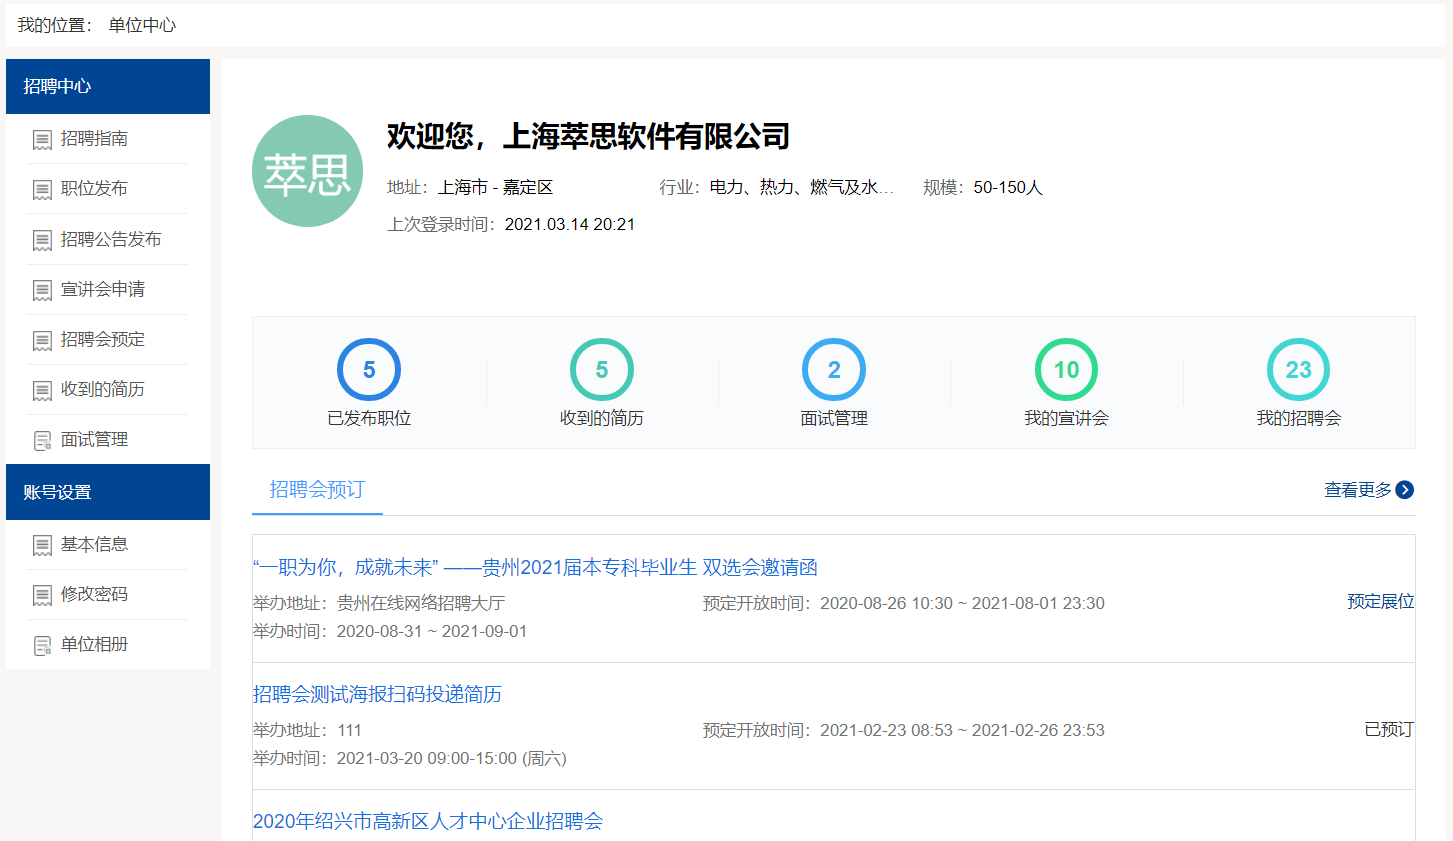 我的位置： 单位中心
招聘中心
招聘指南
职位发布
招聘公告发布
宣讲会申请
招聘会预定
收到的简历
面试管理
账号设置
基本信息
修改密码
单位相册
萃思
欢迎您，上海萃思软件有限公司
地址：上海市 - 嘉定区 行业：电力、热力、燃气及水... 规模：50-150人
上次登录时间：2021.03.14 20:21
5 5 2 10 23
已发布职位 收到的简历 面试管理 我的宣讲会 我的招聘会
招聘会预订 查看更多
“一职为你，成就未来” ——贵州2021届本专科毕业生 双选会邀请函
举办地址：贵州在线网络招聘大厅 预定开放时间：2020-08-26 10:30 ~ 2021-08-01 23:30 预定展位
举办时间：2020-08-31 ~ 2021-09-01
招聘会测试海报扫码投递简历
举办地址：111 预定开放时间：2021-02-23 08:53 ~ 2021-02-26 23:53 已预订
举办时间：2021-03-20 09:00-15:00 (周六)
2020年绍兴市高新区人才中心企业招聘会